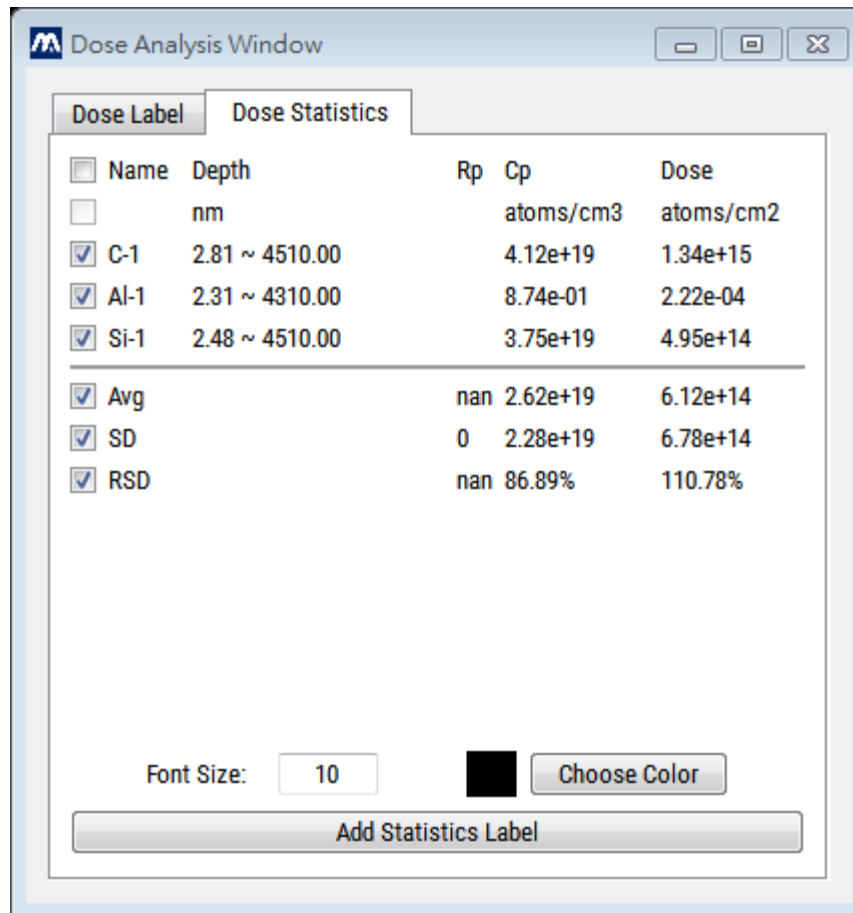 Dose Analysis Window
Dose Label Dose Statistics
Name Depth Rp Cp Dose
nm atoms/cm3 atoms/cm2
C-1 2.81 ~ 4510.00 4.12e+19 1.34e+15
Al-1 2.31 ~ 4310.00 8.74e-01 2.22e-04
Si-1 2.48 ~ 4510.00 3.75e+19 4.95e+14
Avg nan 2.62e+19 6.12e+14
SD 0 2.28e+19 6.78e+14
RSD nan 86.89% 110.78%
Font Size: 10 Choose Color
Add Statistics Label